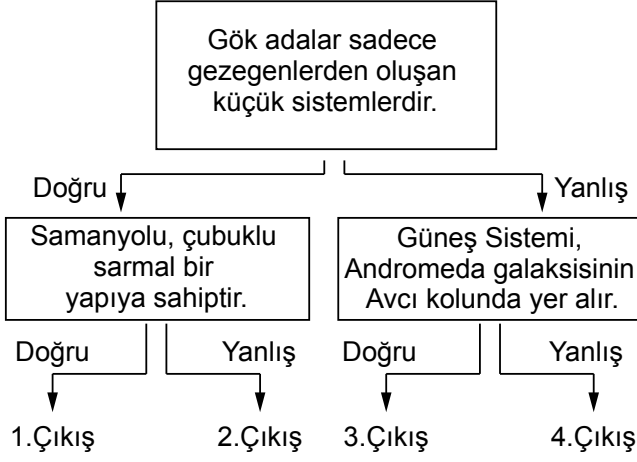 Gök adalar sadece
gezegenlerden oluşan
küçük sistemlerdir.
Doğru
Yanlış
Samanyolu, çubuklu
sarmal bir
yapıya sahiptir.
Güneş Sistemi,
Andromeda galaksisinin
Avcı kolunda yer alır.
Doğru
Yanlış
Doğru
Yanlış
1.Çıkış
2.Çıkış
3.Çıkış
4.Çıkış